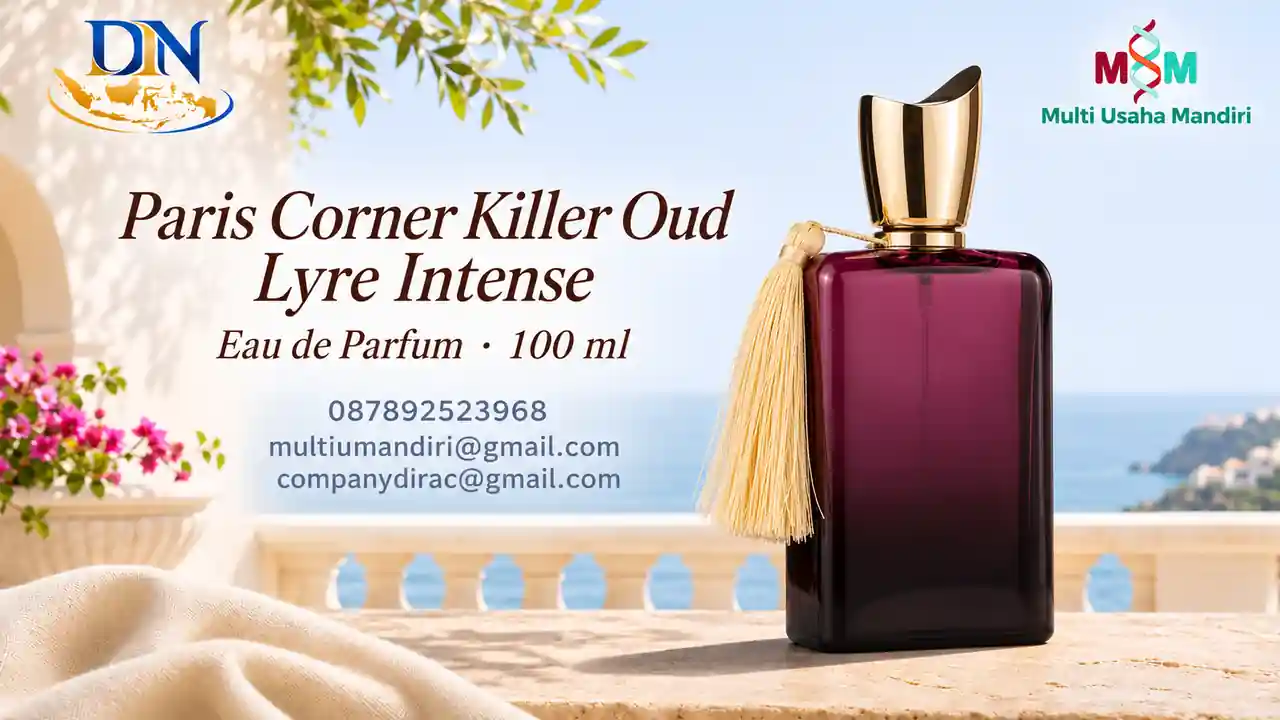 DN
MSM
Multi Usaha Mandiri
Paris Corner Killer Oud
Lyre Intense
Eau de Parfum · 100 ml
087892523968
multiumandiri@gmail.com
companydirac@gmail.com